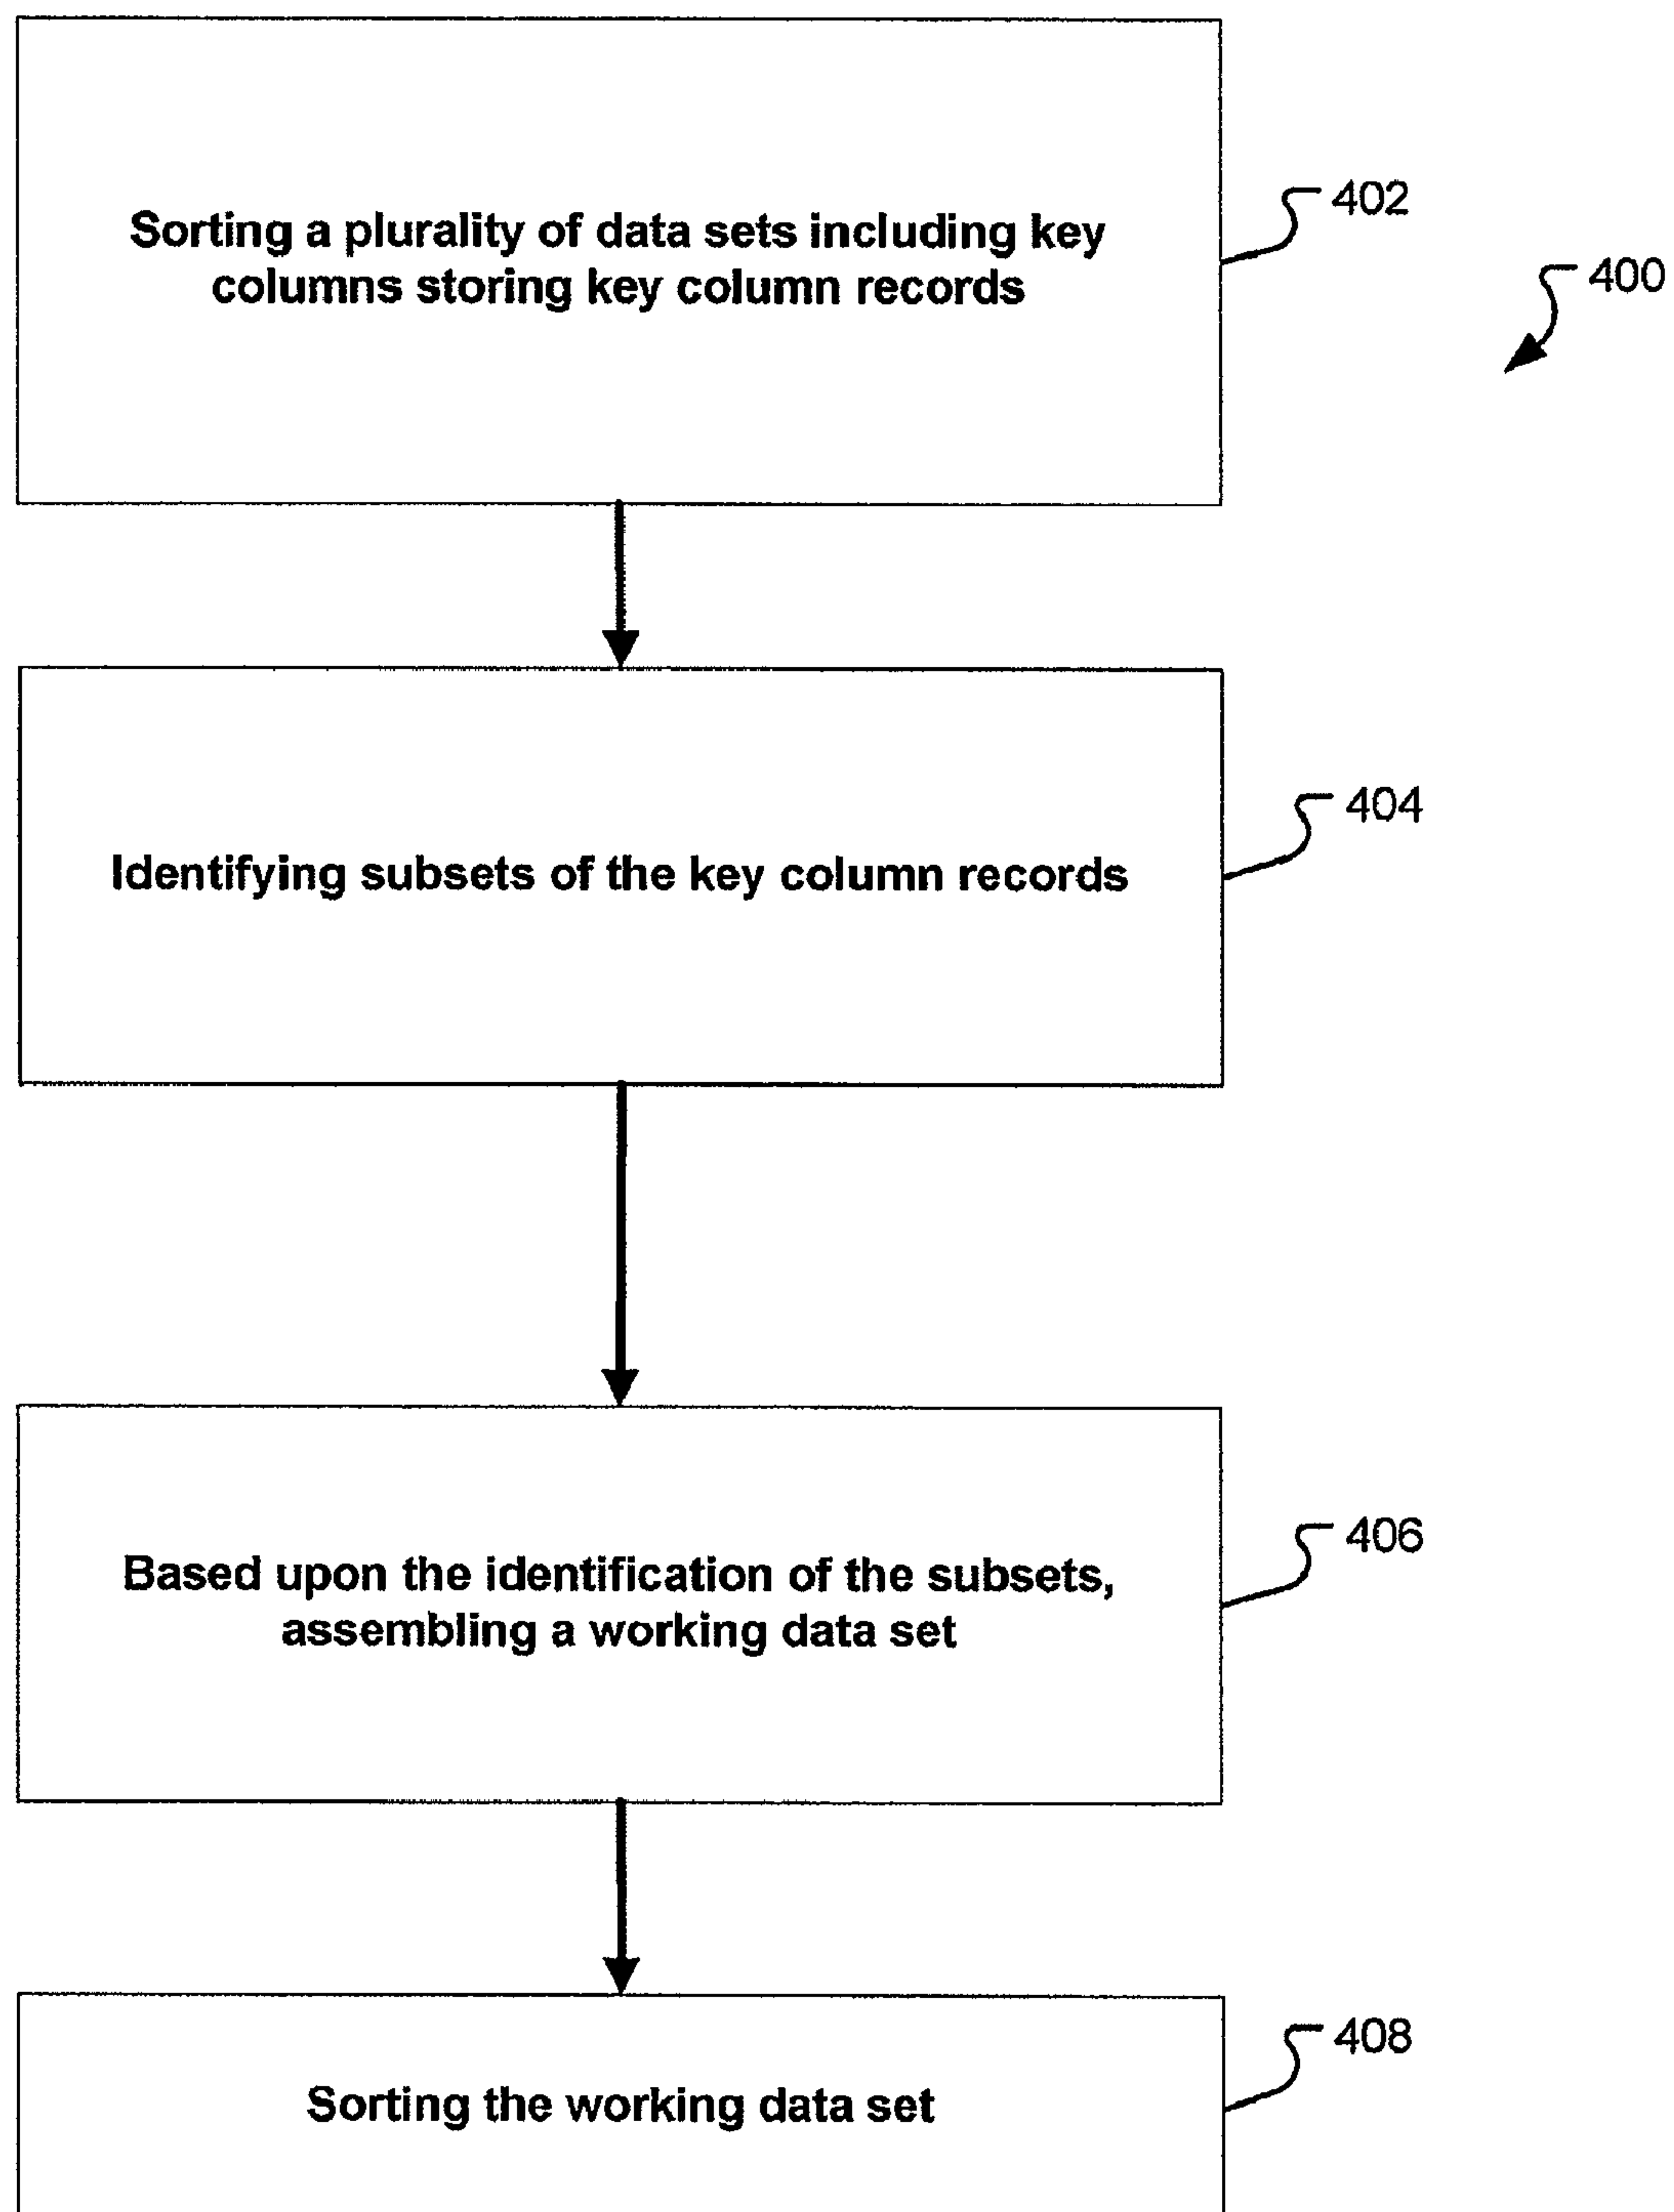 Sorting a plurality of data sets including key
columns storing key column records
402
400
Identifying subsets of the key column records
404
Based upon the identification of the subsets,
assembling a working data set
406
Sorting the working data set
408